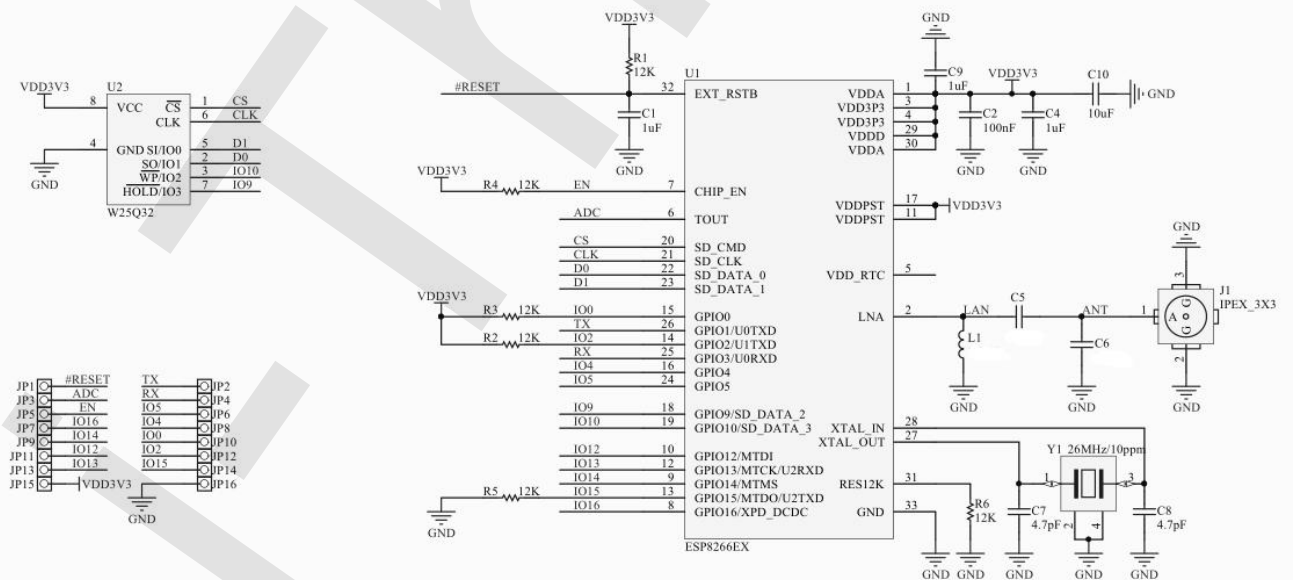 VDD3V3
GND
VDD3V3 U2
8 VCC CS 1 CS
CLK 6 CLK
4 GND SI/IO0 5 D1
SO/IO1 2 D0
WP/IO2 3 IO10
HOLD/IO3 7 IO9
GND
W25Q32
R1
12K
#RESET 32 EXT_RSTB
C1
1uF
GND
U1
VDDA 1
VDD3P3 3
VDD3P3 4
VDDD 29
VDDA 30
C9
1uF
VDD3V3
C10
10uF
GND
C2
100nF
C4
1uF
GND
GND
VDD3V3
R4 12K EN 7 CHIP_EN
ADC 6 TOUT
VDDPST 17 VDD3V3
VDDPST 11
CS 20 SD_CMD
CLK 21 SD_CLK
D0 22 SD_DATA_0
D1 23 SD_DATA_1
VDD_RTC 5
VDD3V3
R3 12K IO0 15 GPIO0
TX 26 GPIO1/U0TXD
R2 12K IO2 14 GPIO2/U1TXD
RX 25 GPIO3/U0RXD
IO4 16 GPIO4
IO5 24 GPIO5
LNA 2 LAN C5 ANT 1
L1
C6
GND
GND
GND
3
J1
IPEX_3X3
G
A
G
2
GND
JP1 #RESET TX JP2
JP3 ADC RX JP4
JP5 EN IO5 JP6
JP7 IO16 IO4 JP8
JP9 IO14 IO0 JP10
JP11 IO12 IO2 JP12
JP13 IO13 IO15 JP14
JP15 VDD3V3 JP16
GND
IO9 18 GPIO9/SD_DATA_2
IO10 19 GPIO10/SD_DATA_3
IO12 10 GPIO12/MTDI
IO13 12 GPIO13/MTCK/U2RXD
IO14 9 GPIO14/MTMS
R5 12K IO15 13 GPIO15/MTDO/U2TXD
IO16 8 GPIO16/XPD_DCDC
GND
ESP8266EX
XTAL_IN 28
XTAL_OUT 27
RES12K 31
GND 33
R6
12K
Y1 26MHz/10ppm
1 3
2 4
C7
4.7pF
C8
4.7pF
GND GND GND GND GND